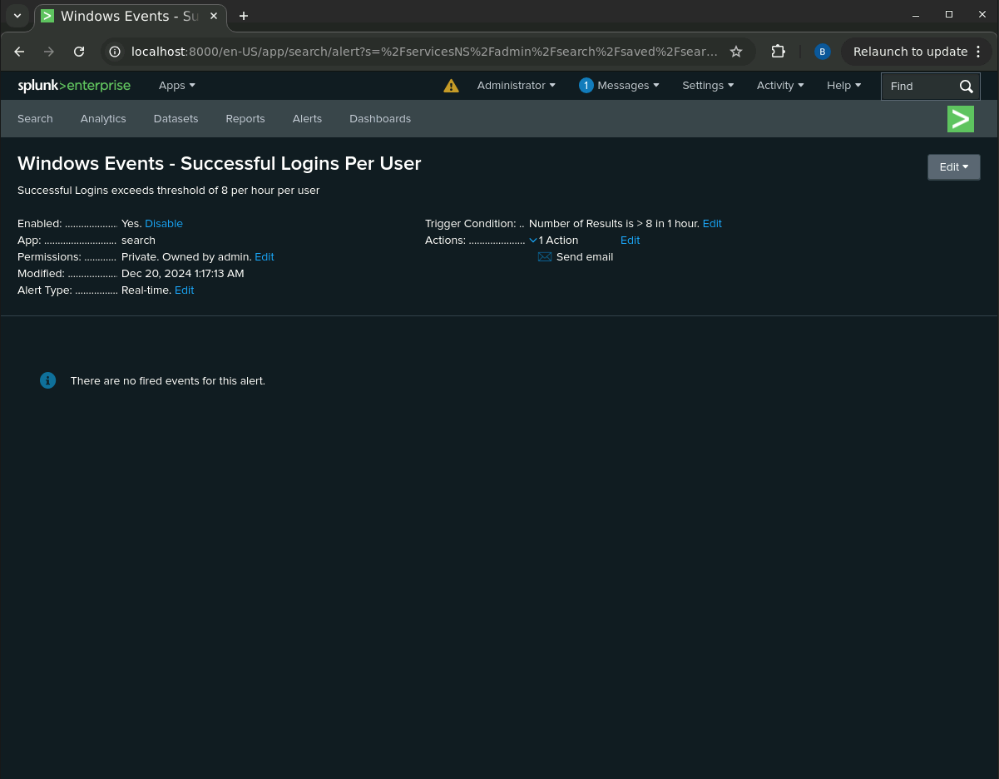 Windows Events - Su
localhost:8000/en-US/app/search/alert?s=%2FservicesNS%2Fadmin%2Fsearch%2Fsaved%2Fsear...
B
Relaunch to update
splunk>enterprise
Apps
Administrator
1
Messages
Settings
Activity
Help
Find
Search
Analytics
Datasets
Reports
Alerts
Dashboards
Windows Events - Successful Logins Per User
Edit
Successful Logins exceeds threshold of 8 per hour per user
Enabled: ................... Yes. Disable
App: ........................... search
Permissions: ............ Private. Owned by admin. Edit
Modified: .................. Dec 20, 2024 1:17:13 AM
Alert Type: ................ Real-time. Edit
Trigger Condition: .. Number of Results is > 8 in 1 hour. Edit
Actions: ..................... 1 Action Edit
Send email
There are no fired events for this alert.